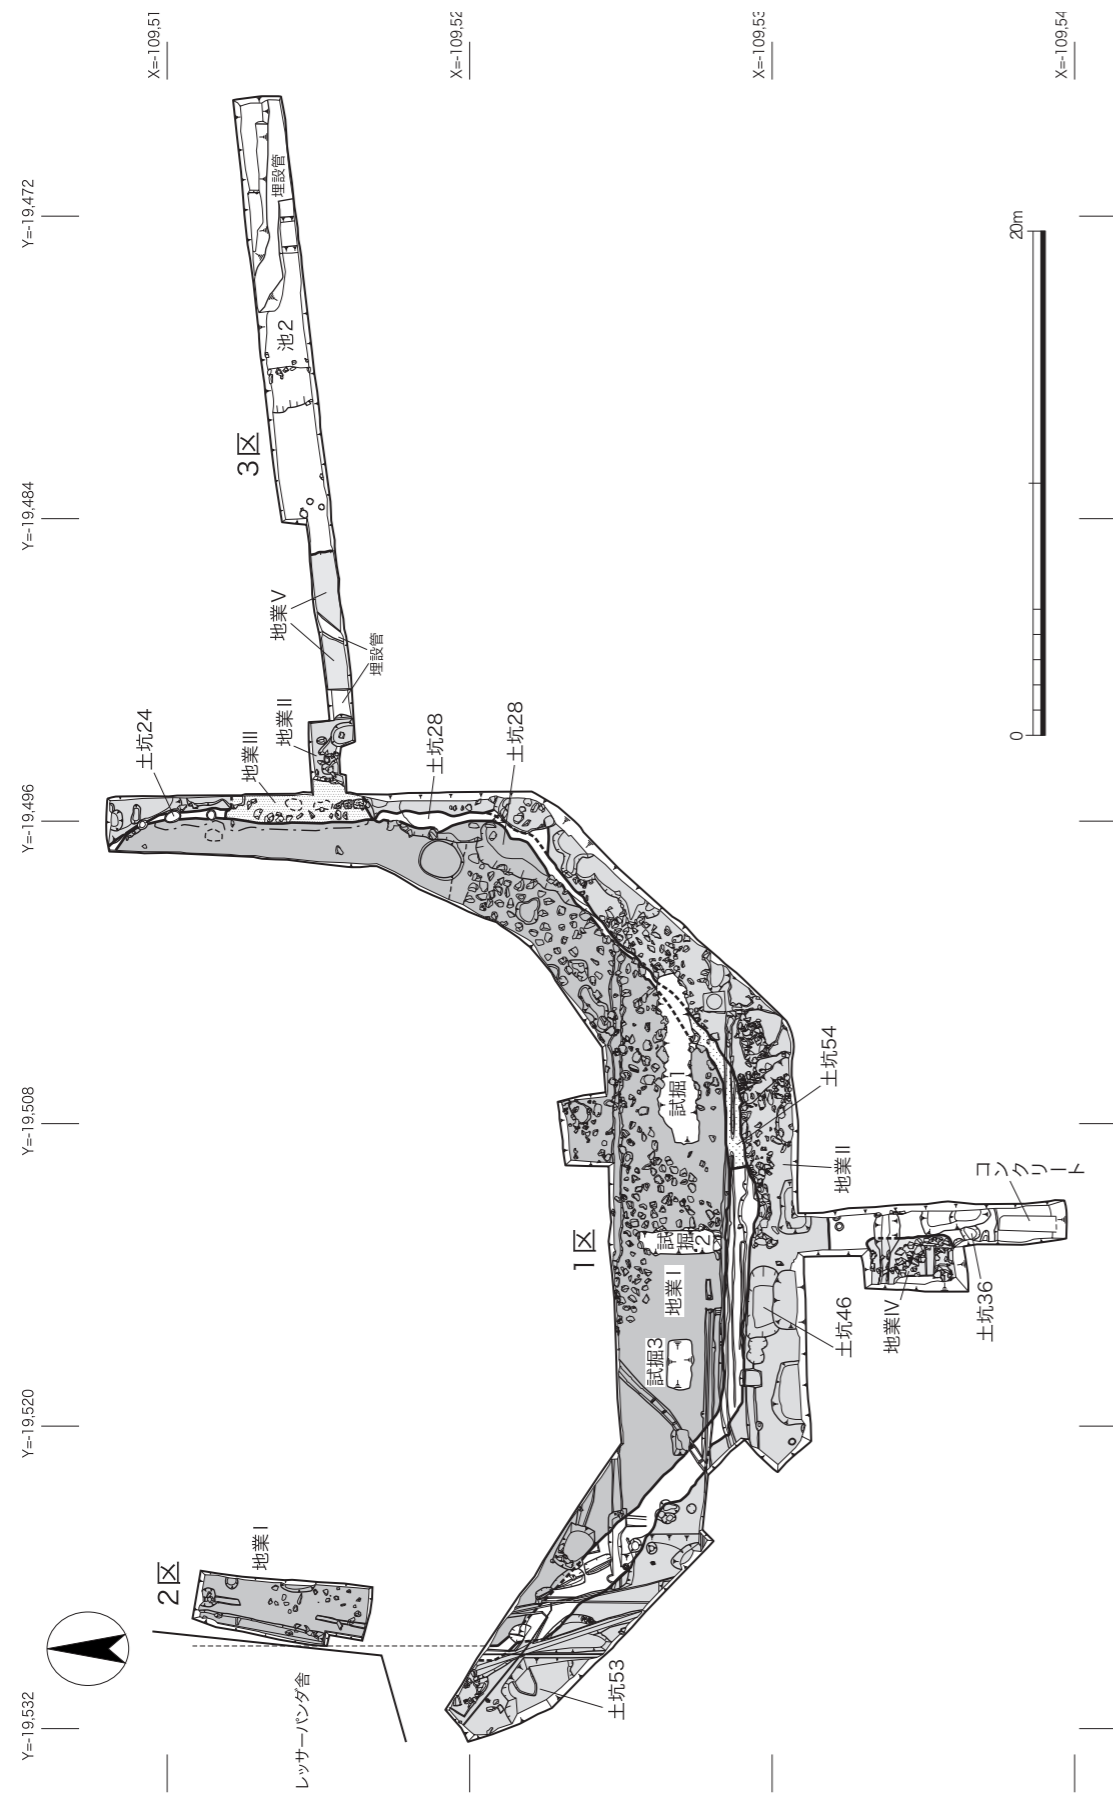 X=-109,51
X=-109,52
X=-109,53
X=-109,54
Y=-19,472
Y=-19,484
Y=-19,496
Y=-19,508
Y=-19,520
Y=-19,532
埋設管
池2
3区
地業Ⅴ
埋設管
地業Ⅱ
地業Ⅲ
土坑24
土坑28
土坑28
20m
0
試掘1
土坑54
地業Ⅱ
コンクリート
1区
試掘2
地業Ⅰ
試掘3
土坑46
地業Ⅳ
土坑36
2区
地業Ⅰ
レッサーパンダ舎
土坑53